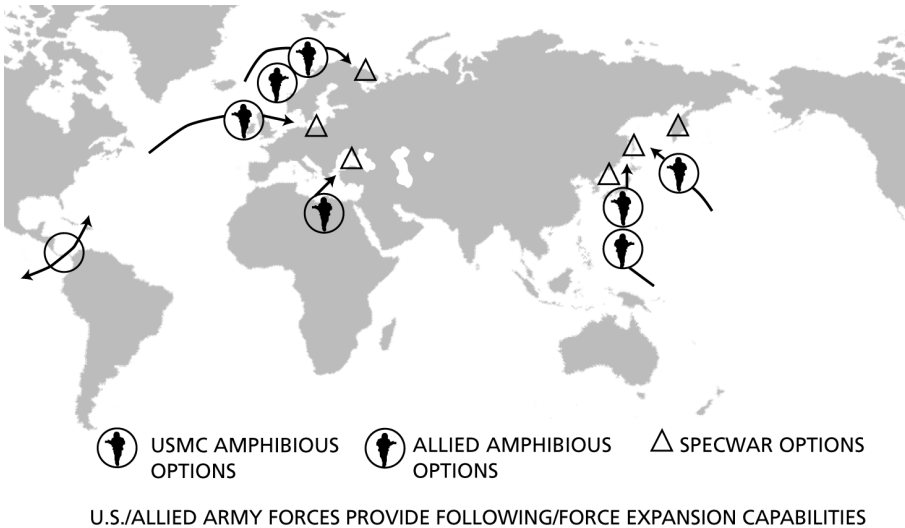 USMC AMPHIBIOUS
OPTIONS
ALLIED AMPHIBIOUS
OPTIONS
SPECWAR OPTIONS
U.S./ALLIED ARMY FORCES PROVIDE FOLLOWING/FORCE EXPANSION CAPABILITIES